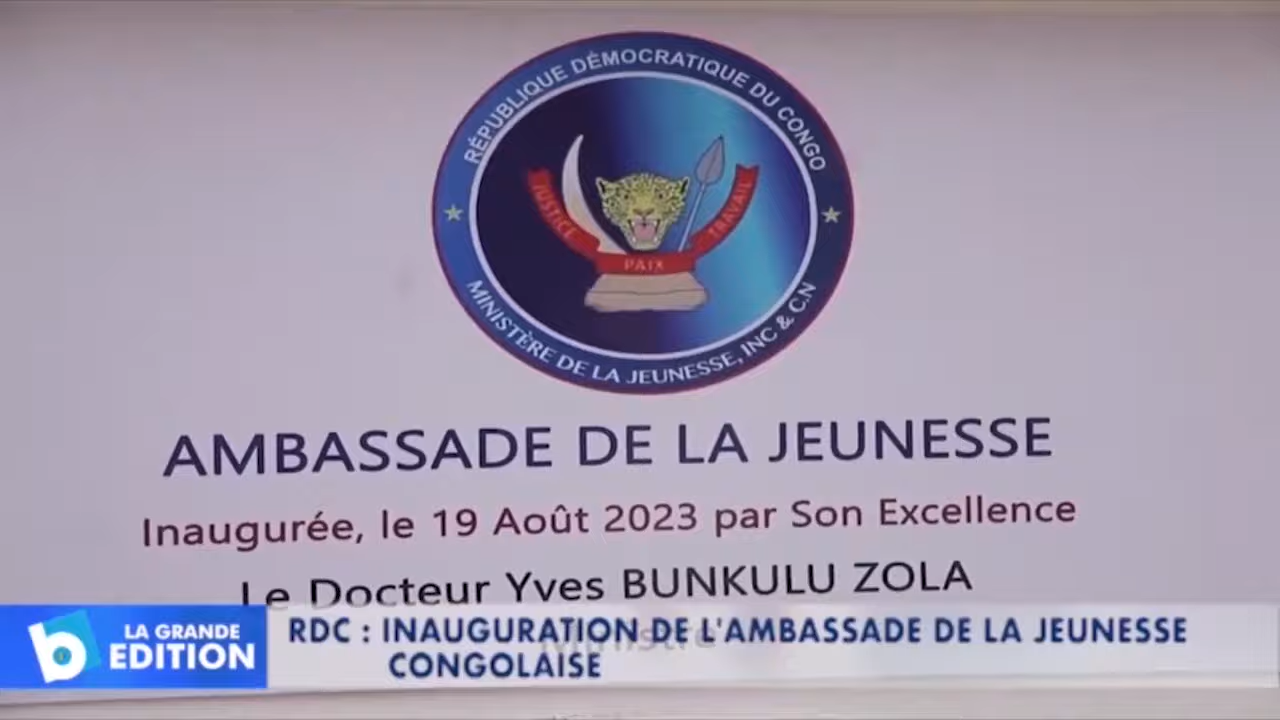 RÉPUBLIQUE DÉMOCRATIQUE DU CONGO
JUSTICE
PAIX
TRAVAIL
MINISTÈRE DE LA JEUNESSE, INC & C.N
AMBASSADE DE LA JEUNESSE
Inaugurée, le 19 Août 2023 par Son Excellence
Le Docteur Yves BUNKULU ZOLA
Ministre
b LA GRANDE
EDITION
RDC : INAUGURATION DE L'AMBASSADE DE LA JEUNESSE
CONGOLAISE